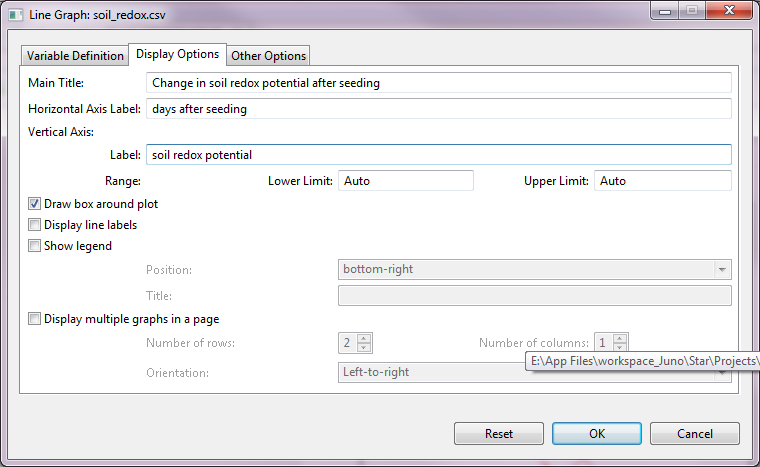 Line Graph: soil_redox.csv
Variable Definition Display Options Other Options
Main Title: Change in soil redox potential after seeding
Horizontal Axis Label: days after seeding
Vertical Axis:
Label: soil redox potential
Range: Lower Limit: Auto Upper Limit: Auto
Draw box around plot
Display line labels
Show legend
Position: bottom-right
Title:
Display multiple graphs in a page
Number of rows: 2 Number of columns: 1
E:\App Files\workspace_Juno\Star\Projects\
Orientation: Left-to-right
Reset OK Cancel